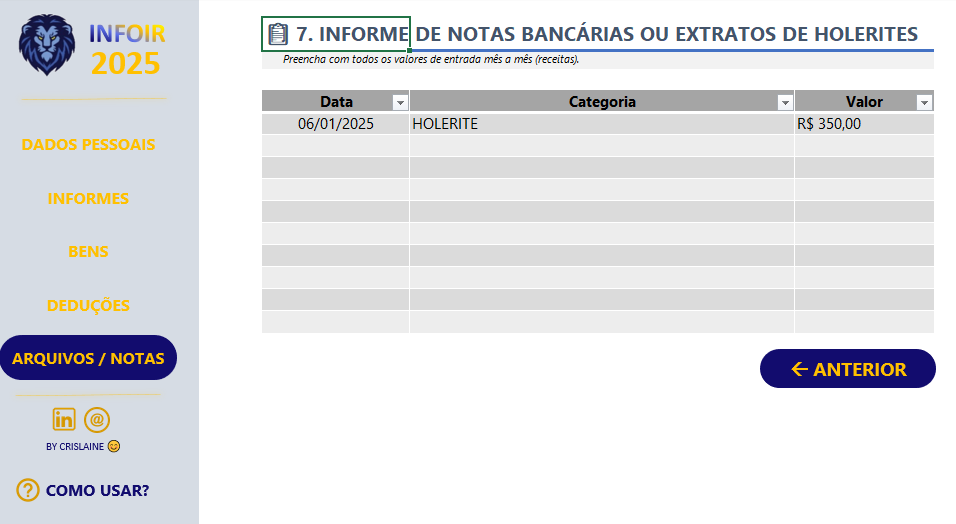 INFOIR
2025
DADOS PESSOAIS
INFORMES
BENS
DEDUÇÕES
ARQUIVOS / NOTAS
in @
BY CRISLAINE 😊
? COMO USAR?
7. INFORME DE NOTAS BANCÁRIAS OU EXTRATOS DE HOLERITES
Preencha com todos os valores de entrada mês a mês (receitas).
Data Categoria Valor
06/01/2025 HOLERITE R$ 350,00
← ANTERIOR